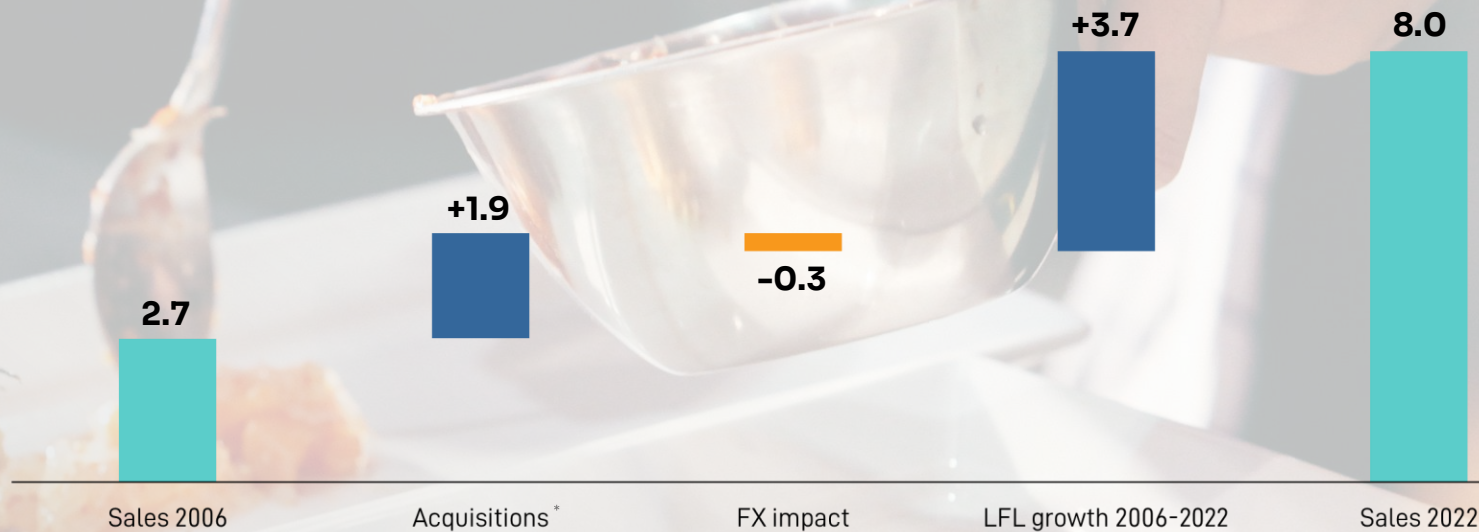 +3.7
8.0
+1.9
-0.3
2.7
Sales 2006
Acquisitions*
FX impact
LFL growth 2006-2022
Sales 2022